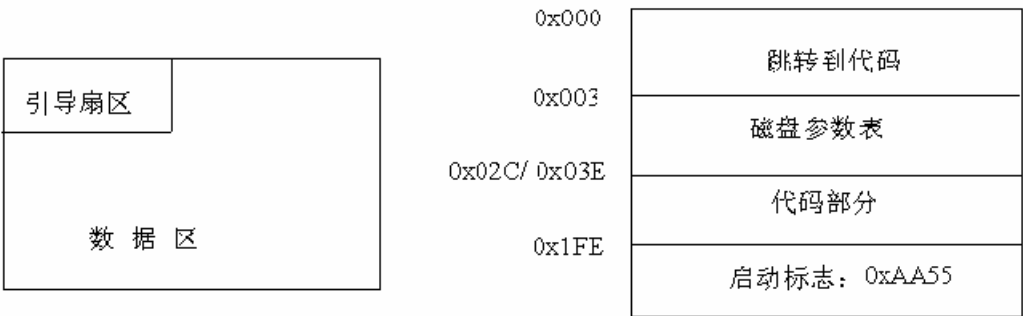 引导扇区
数据区
0x000
跳转到代码
0x003
磁盘参数表
0x02C/ 0x03E
代码部分
0x1FE
启动标志：0xAA55